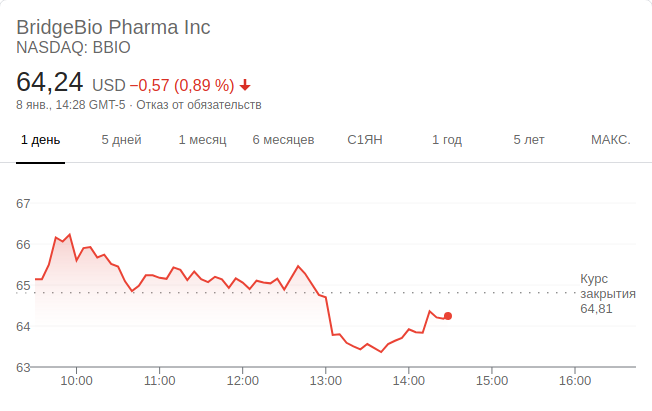 BridgeBio Pharma Inc
NASDAQ: BBIO
64,24 USD −0,57 (0,89 %)
8 янв., 14:28 GMT-5 · Отказ от обязательств
1 день 5 дней 1 месяц 6 месяцев С1ЯН 1 год 5 лет МАКС.
67
66
65
64
63
Курс
закрытия
64,81
10:00 11:00 12:00 13:00 14:00 15:00 16:00